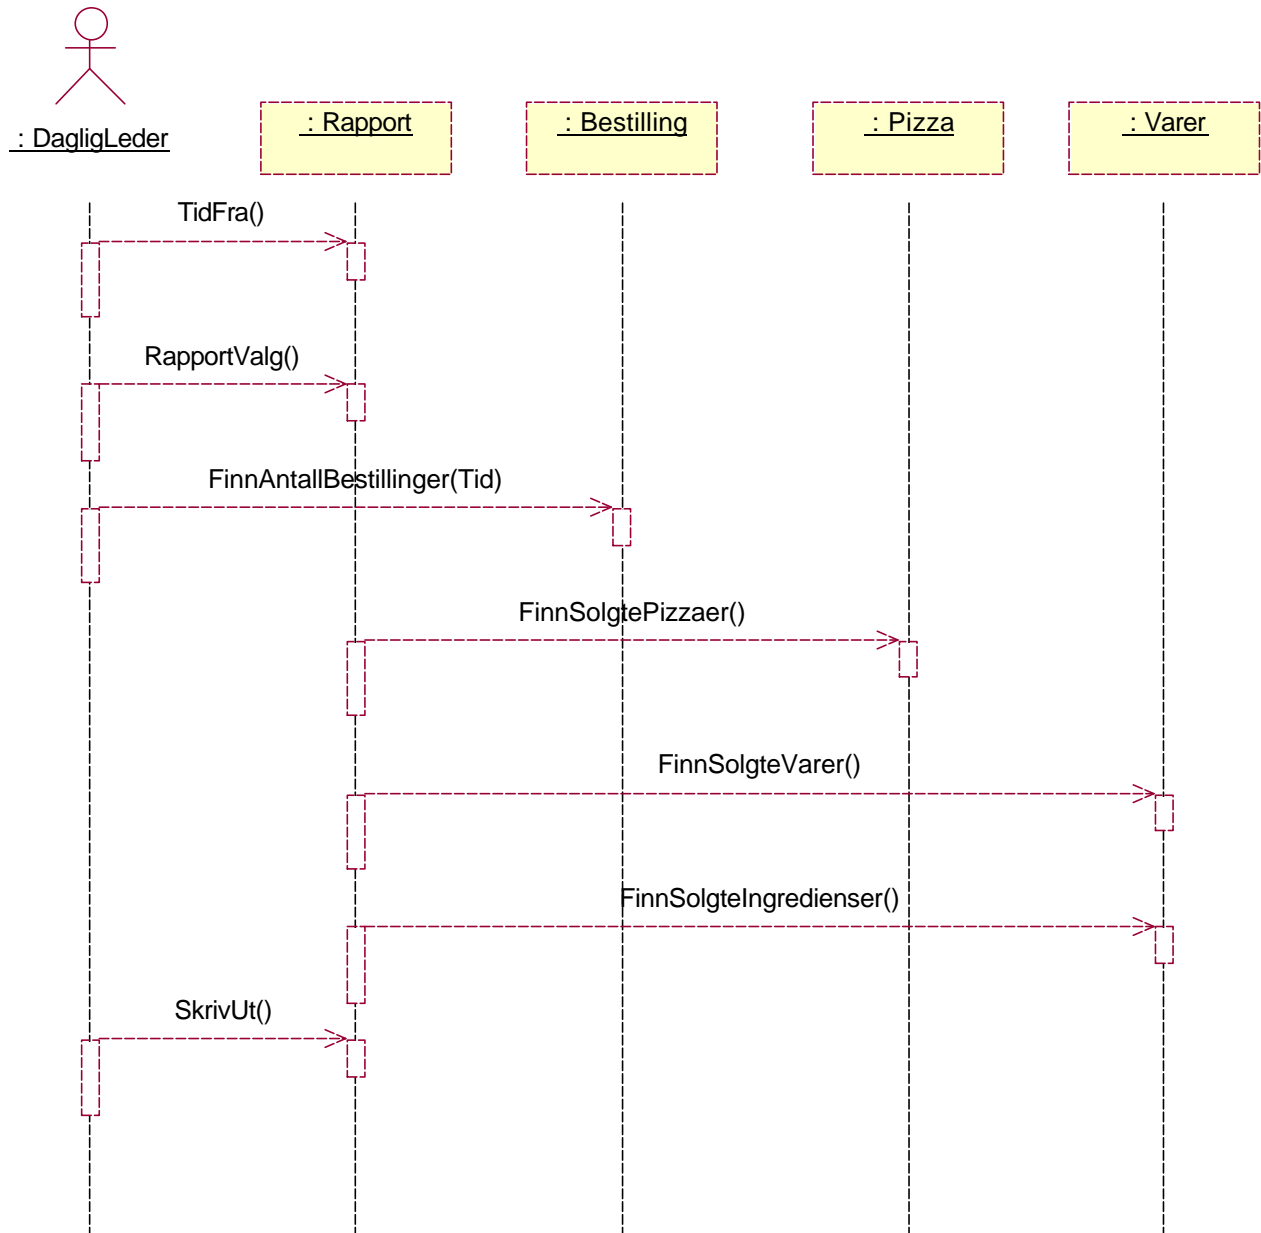 : DagligLeder
: Rapport
: Bestilling
: Pizza
: Varer
TidFra()
RapportValg()
FinnAntallBestillinger(Tid)
FinnSolgtePizzaer()
FinnSolgteVarer()
FinnSolgteIngredienser()
SkrivUt()